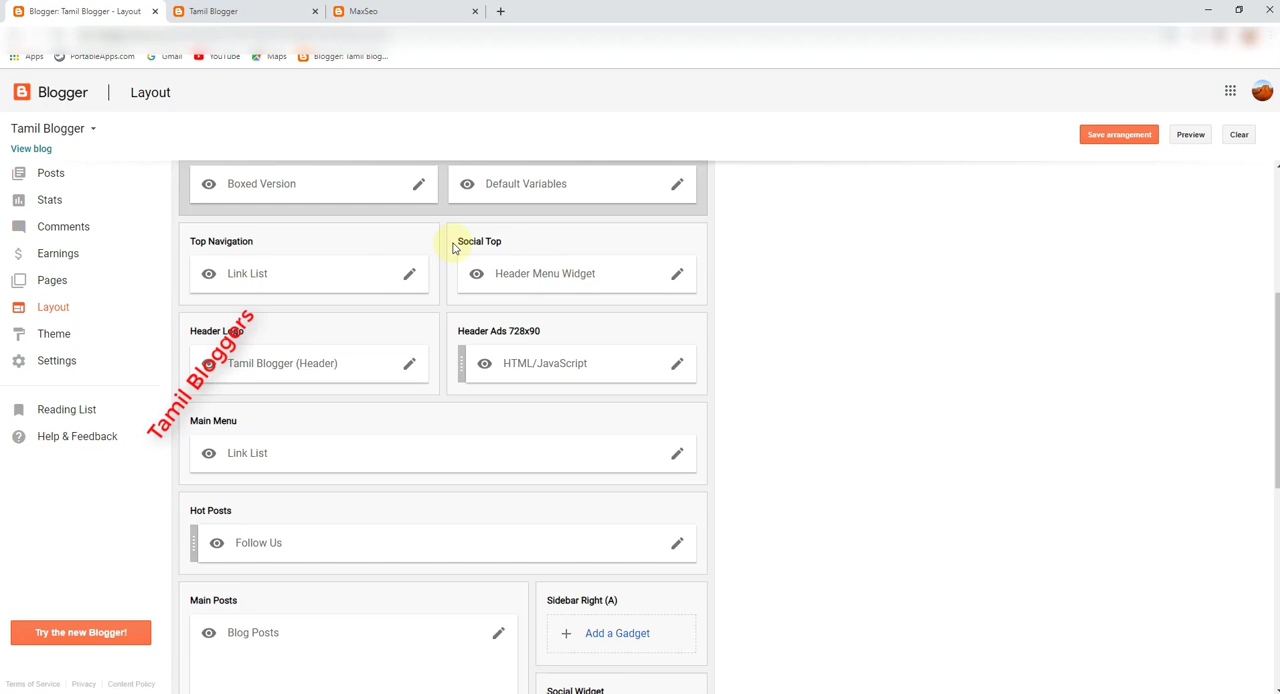 Blogger: Tamil Blogger - Layout
Tamil Blogger
MaxSeo
Apps
PortableApps.com
Gmail
YouTube
Maps
Blogger: Tamil Blog...
Blogger
Layout
Tamil Blogger
View blog
Save arrangement
Preview
Clear
Posts
Stats
Comments
Earnings
Pages
Layout
Theme
Settings
Reading List
Help & Feedback
Try the new Blogger!
Terms of Service
Privacy
Content Policy
Boxed Version
Default Variables
Top Navigation
Link List
Social Top
Header Menu Widget
Header Logo
Tamil Blogger (Header)
Header Ads 728x90
HTML/JavaScript
Tamil Bloggers
Main Menu
Link List
Hot Posts
Follow Us
Main Posts
Blog Posts
Sidebar Right (A)
Add a Gadget
Social Widget